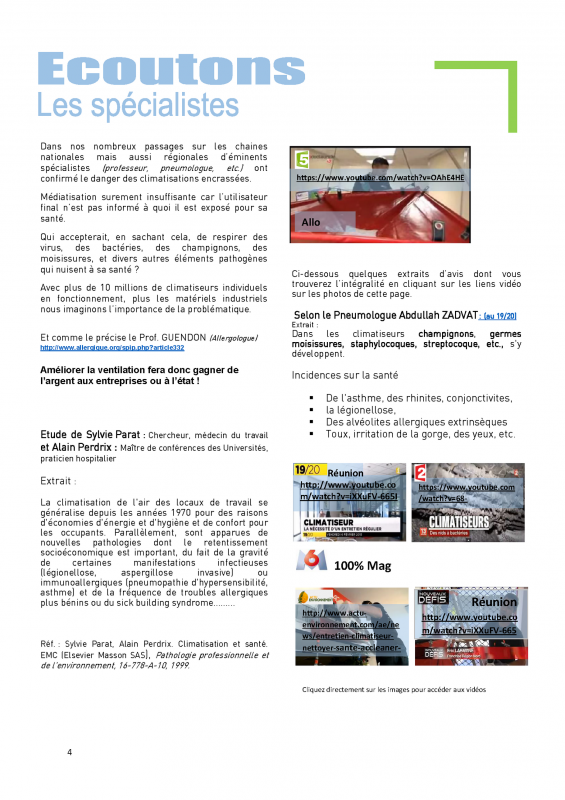 Ecoutons
Les spécialistes
Dans nos nombreux passages sur les chaines
nationales mais aussi régionales d'éminents
spécialistes (professeur, pneumologue, etc.) ont
confirmé le danger des climatisations encrassées.
Médiatisation surement insuffisante car l'utilisateur
final n'est pas informé à quoi il est exposé pour sa
santé.
Qui accepterait, en sachant cela, de respirer des
virus, des bactéries, des champignons, des
moisissures, et divers autres éléments pathogènes
qui nuisent à sa santé ?
Avec plus de 10 millions de climatiseurs individuels
en fonctionnement, plus les matériels industriels
nous imaginons l'importance de la problématique.
Et comme le précise le Prof. GUENDON (Allergologue)
http://www.allergique.org/spip.php?article332
Améliorer la ventilation fera donc gagner de
l'argent aux entreprises ou à l'état !
Etude de Sylvie Parat : Chercheur, médecin du travail
et Alain Perdrix : Maître de conférences des Universités,
praticien hospitalier
Extrait :
La climatisation de l'air des locaux de travail se
généralise depuis les années 1970 pour des raisons
d'économies d'énergie et d'hygiène et de confort pour
les occupants. Parallèlement, sont apparues de
nouvelles pathologies dont le retentissement
socioéconomique est important, du fait de la gravité
de certaines manifestations infectieuses
(légionellose, aspergillose invasive) ou
immunoallergiques (pneumopathie d'hypersensibilité,
asthme) et de la fréquence de troubles allergiques
plus bénins ou du sick building syndrome.........
Réf. : Sylvie Parat, Alain Perdrix. Climatisation et santé.
EMC (Elsevier Masson SAS), Pathologie professionnelle et
de l'environnement, 16-778-A-10, 1999.
5
https://www.youtube.com/watch?v=OAhE4HE
Allo
Ci-dessous quelques extraits d'avis dont vous
trouverez l'intégralité en cliquant sur les liens vidéo
sur les photos de cette page.
Selon le Pneumologue Abdullah ZADVAT : (au 19/20)
Extrait :
Dans les climatiseurs champignons, germes
moisissures, staphylocoques, streptocoque, etc., s'y
développent.
Incidences sur la santé
▪ De l'asthme, des rhinites, conjonctivites,
▪ la légionellose,
▪ Des alvéolites allergiques extrinsèques
▪ Toux, irritation de la gorge, des yeux, etc.
19/20 Réunion
http://www.youtube.co
m/watch?v=iXXuFV-665I
CLIMATISEUR
LA NÉCESSITÉ D'UN ENTRETIEN RÉGULIER
2
https://www.youtube.com
/watch?v=68-
CLIMATISEURS
Des nids à bactéries
M6
100% Mag
http://www.actu-
environnement.com/ae/ne
ws/entretien-climatiseur-
nettoyer-sante-accleaner-
NOUVEAUX
DÉFIS
Réunion
http://www.youtube.co
m/watch?v=iXXuFV-665
NOUVEAUX
DÉFIS
Cliquez directement sur les images pour accéder aux vidéos
4